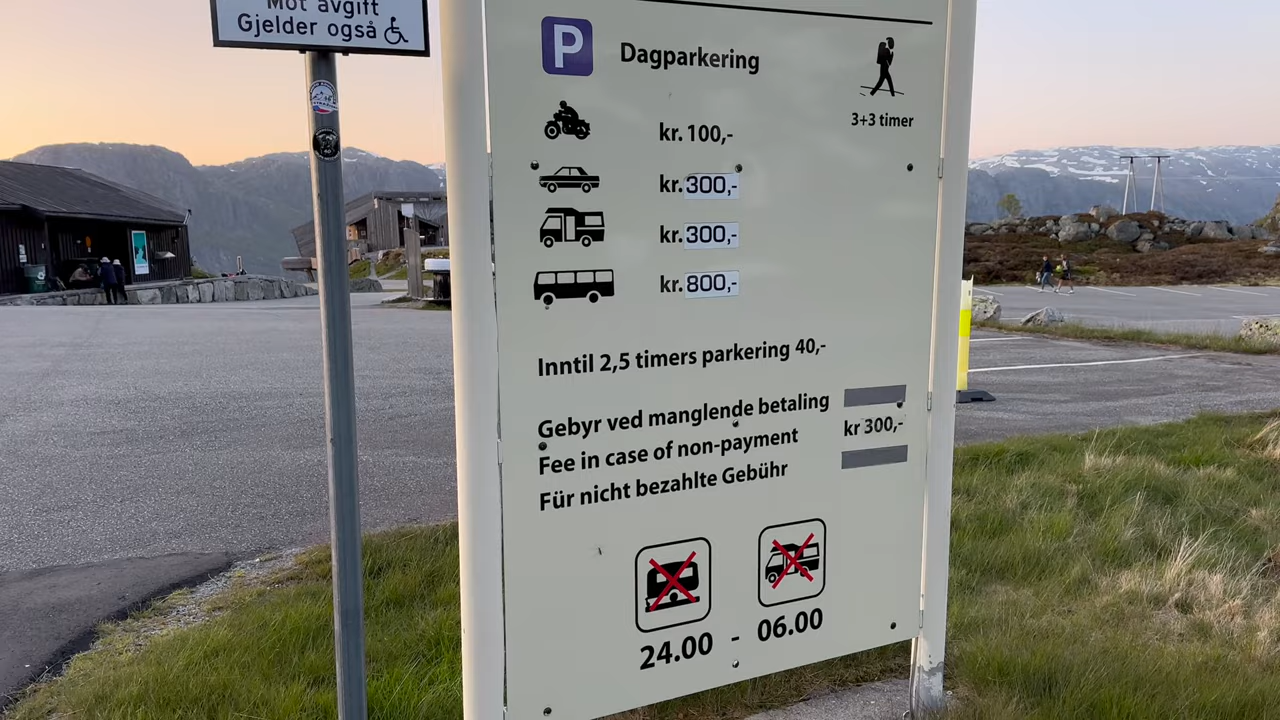 Mot avgift
Gjelder også
P Dagparkering
3+3 timer
kr. 100,-
kr. 300,-
kr. 300,-
kr. 800,-
Inntil 2,5 timers parkering 40,-
Gebyr ved manglende betaling
Fee in case of non-payment kr 300,-
Für nicht bezahlte Gebühr
24.00 - 06.00